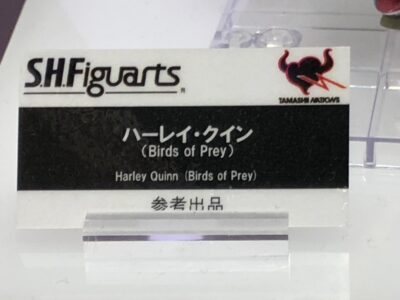 S.H.Figuarts
®
TAMASHII NATIONS
ハーレイ・クイン
(Birds of Prey)
Harley Quinn (Birds of Prey)
参考出品